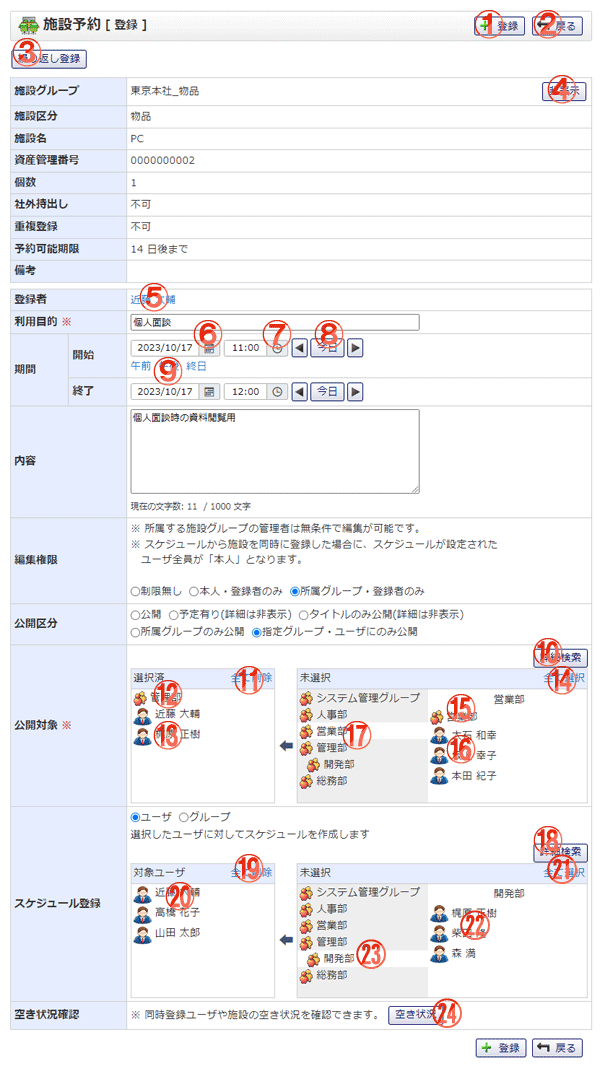 施設予約 [ 登録 ]
① 登録 ② 戻る
③ 返し登録
施設グループ 東京本社_物品 ④ 示
施設区分 物品
施設名 PC
資産管理番号 0000000002
個数 1
社外持出し 不可
重複登録 不可
予約可能期限 14 日後まで
備考
⑤
登録者 近藤 大輔
利用目的 ※ 個人面談
⑥ ⑦ ⑧
期間 開始 2023/10/17 11:00 今日
午前 ⑨ 終日
終了 2023/10/17 12:00 今日
内容 個人面談時の資料閲覧用
現在の文字数: 11 / 1000 文字
編集権限 ※ 所属する施設グループの管理者は無条件で編集が可能です。
※ スケジュールから施設を同時に登録した場合に、スケジュールが設定された
ユーザ全員が「本人」となります。
制限無し 本人・登録者のみ 所属グループ・登録者のみ
公開区分 公開 予定有り(詳細は非表示) タイトルのみ公開(詳細は非表示)
所属グループのみ公開 指定グループ・ユーザにのみ公開
⑩ 詳細検索
公開対象 ※
選択済 ⑪ 全て削除
⑫
近藤 大輔
⑬ 正樹
未選択 ⑭ 全て選択
システム管理グループ
人事部
営業部 ⑰
管理部
開発部
総務部
営業部
⑮ 営業部
大石 和幸
⑯ 幸子
本田 紀子
スケジュール登録 ユーザ グループ
選択したユーザに対してスケジュールを作成します
⑱ 詳細検索
対象ユーザ ⑲ 全て削除
近藤 大輔 ⑳
高橋 花子
山田 太郎
未選択 ㉑ 全て選択
システム管理グループ
人事部
営業部
管理部
開発部 ㉓
総務部
開発部
梶原 正樹
㉒
森 満
空き状況確認 ※ 同時登録ユーザや施設の空き状況を確認できます。 空き状況 ㉔
登録 戻る